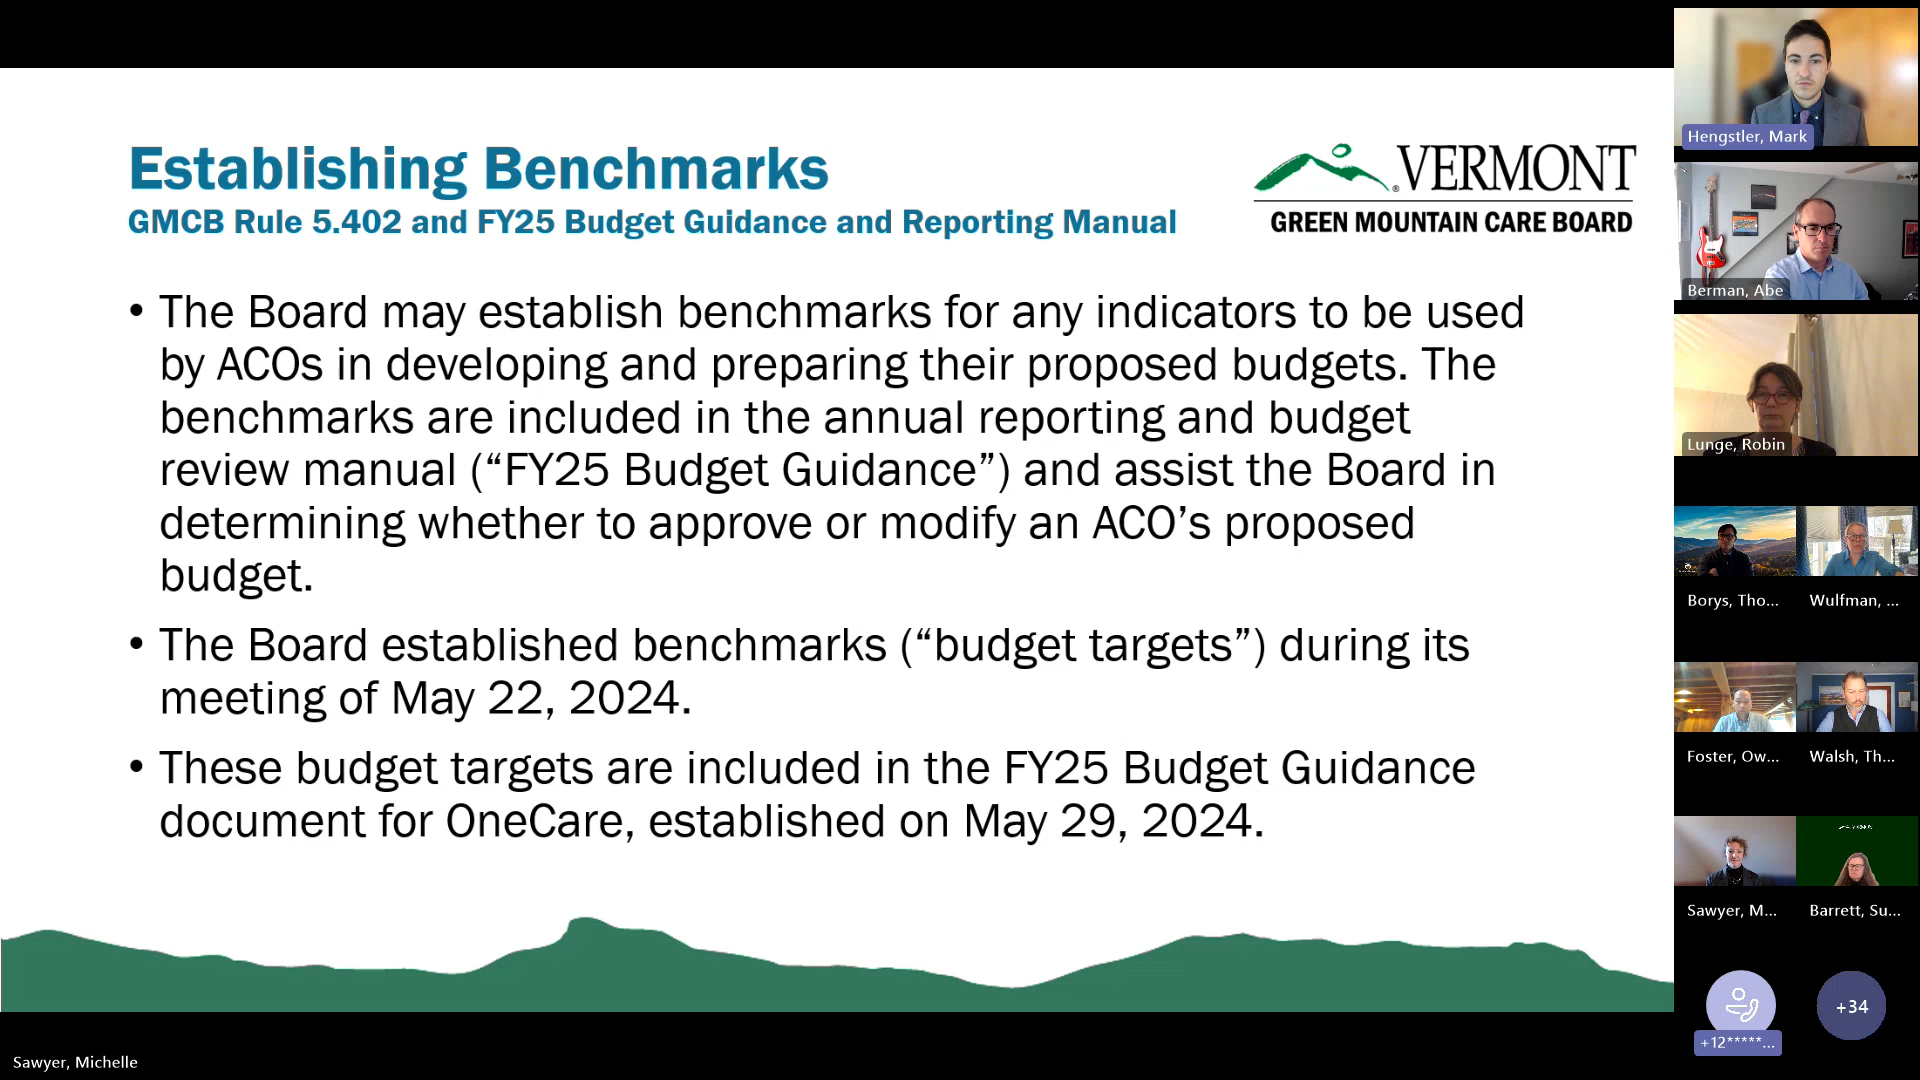 Establishing Benchmarks
GMCB Rule 5.402 and FY25 Budget Guidance and Reporting Manual
VERMONT
GREEN MOUNTAIN CARE BOARD
• The Board may establish benchmarks for any indicators to be used
by ACOs in developing and preparing their proposed budgets. The
benchmarks are included in the annual reporting and budget
review manual (“FY25 Budget Guidance”) and assist the Board in
determining whether to approve or modify an ACO’s proposed
budget.
• The Board established benchmarks (“budget targets”) during its
meeting of May 22, 2024.
• These budget targets are included in the FY25 Budget Guidance
document for OneCare, established on May 29, 2024.
Sawyer, Michelle
Hengstler, Mark
Berman, Abe
Lunge, Robin
Borys, Tho...
Wulfman, ...
Foster, Ow...
Walsh, Th...
Sawyer, M...
Barrett, Su...
+12*****...
+34